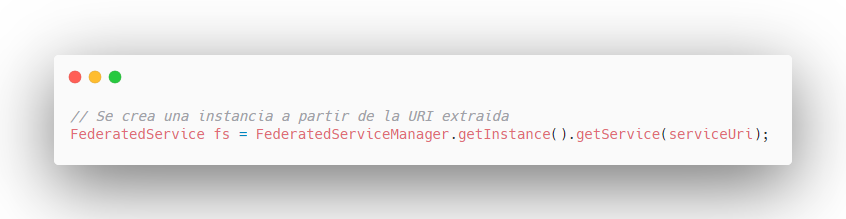 // Se crea una instancia a partir de la URI extraida
FederatedService fs = FederatedServiceManager.getInstance().getService(serviceUri);